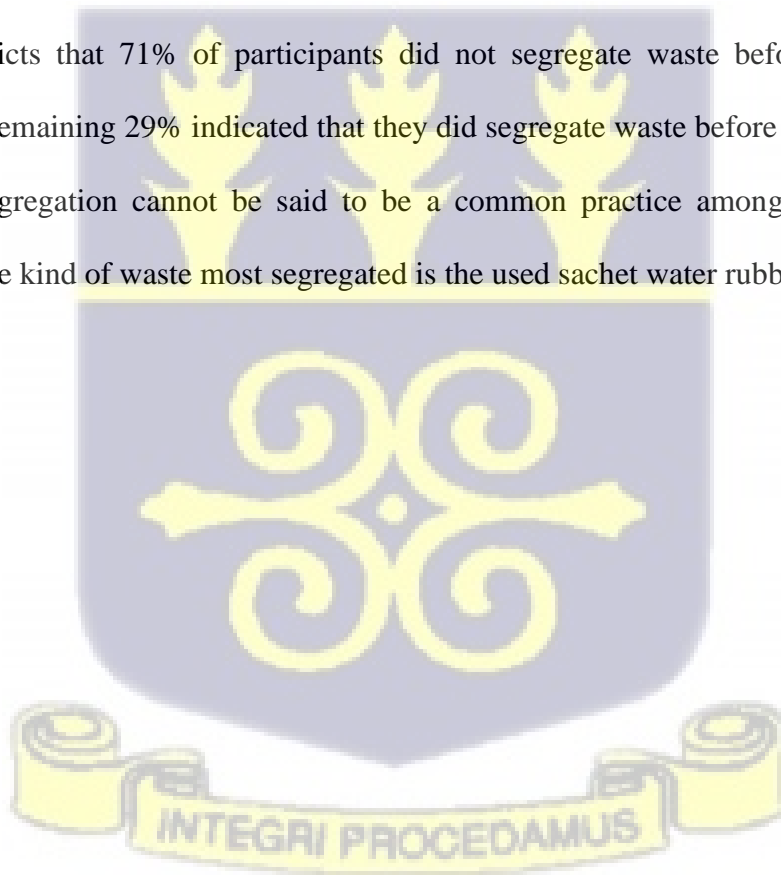 icts that 71% of participants did not segregate waste befo
emaining 29% indicated that they did segregate waste before
gregation cannot be said to be a common practice among
e kind of waste most segregated is the used sachet water rubb
INTEGRI PROCEDAMUS